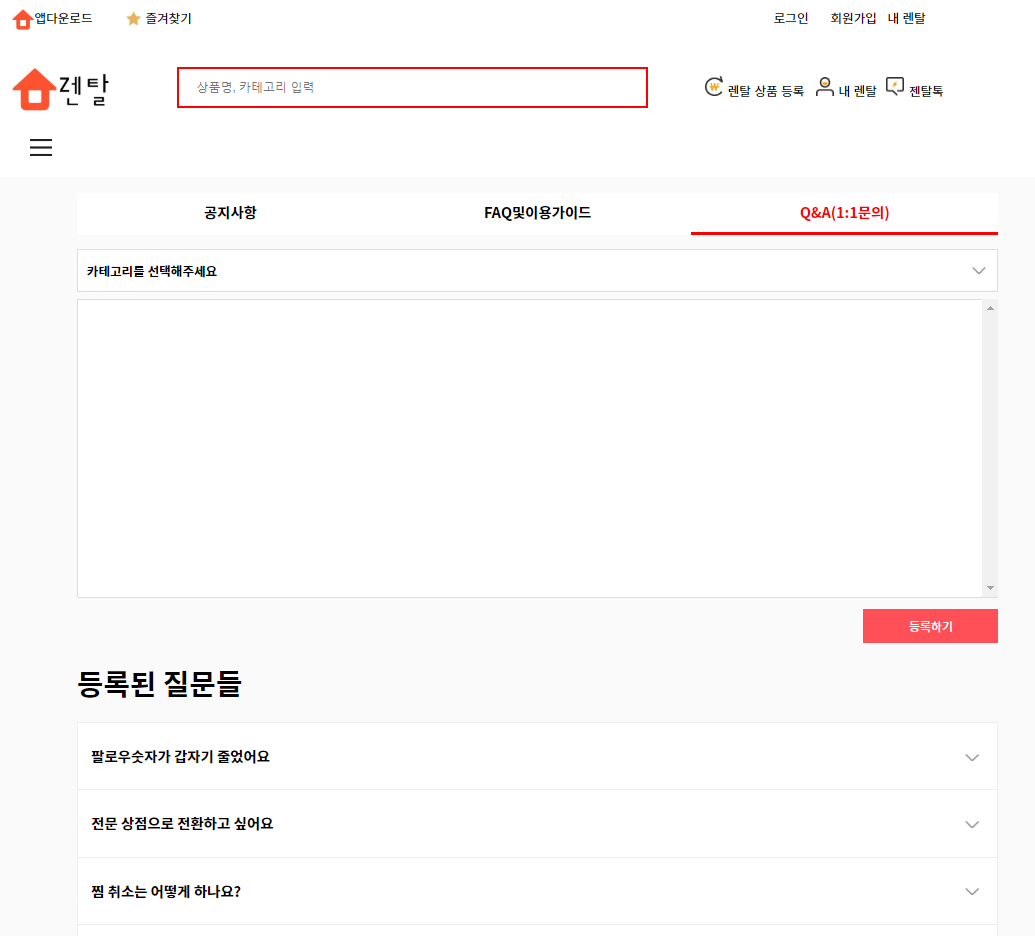 앱다운로드 즐겨찾기 로그인 회원가입 내 렌탈
젠탈 상품명, 카테고리 입력 렌탈 상품 등록 내 렌탈 젠탈톡
공지사항 FAQ및이용가이드 Q&A(1:1문의)
카테고리를 선택해주세요
등록하기
등록된 질문들
팔로우숫자가 갑자기 줄었어요
전문 상점으로 전환하고 싶어요
찜 취소는 어떻게 하나요?